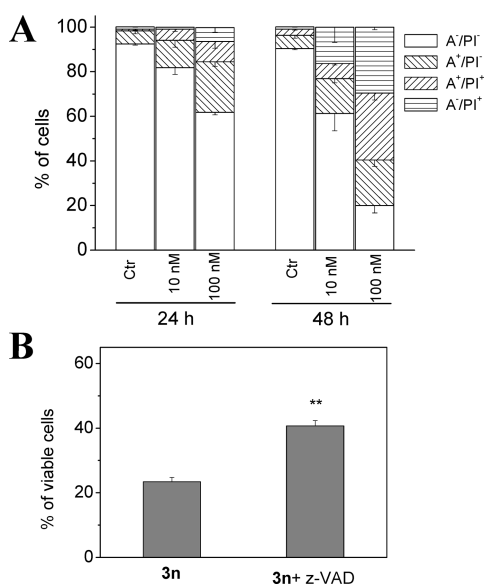 A
% of cells
100
80
60
40
20
0
A⁻/PI⁻
A⁺/PI⁻
A⁺/PI⁺
A⁻/PI⁺
Ctr
10 nM
100 nM
Ctr
10 nM
100 nM
24 h
48 h
B
% of viable cells
60
40
20
0
**
3n
3n+ z-VAD